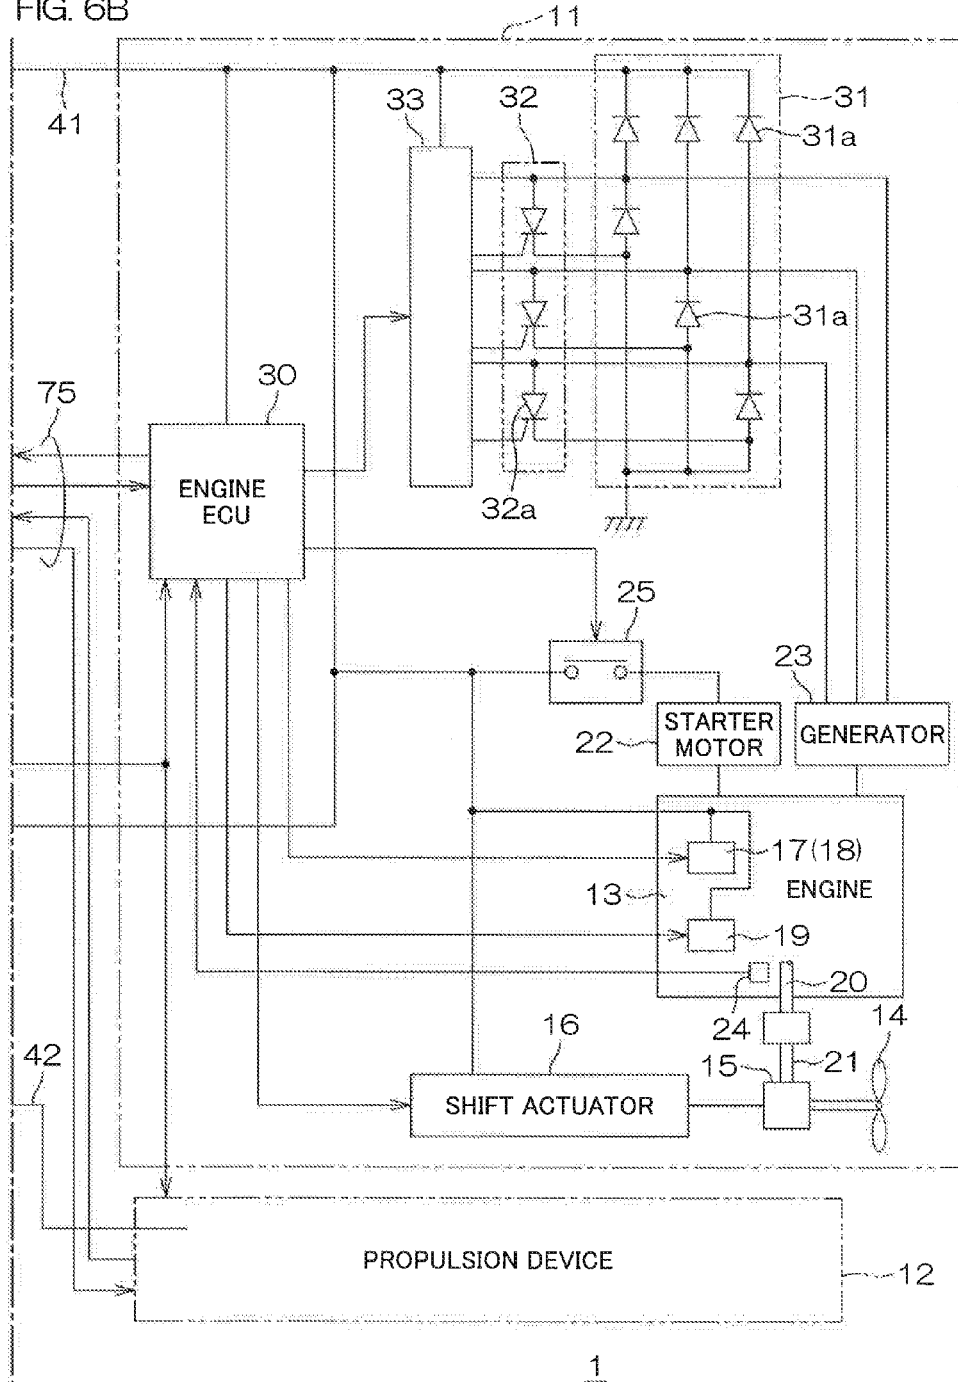 FIG. 6B
11
41
33
32
31
31a
31a
75
30
ENGINE
ECU
32a
25
23
22
STARTER
MOTOR
GENERATOR
17(18)
13
ENGINE
19
20
24
14
16
42
15
21
SHIFT ACTUATOR
PROPULSION DEVICE
12
1